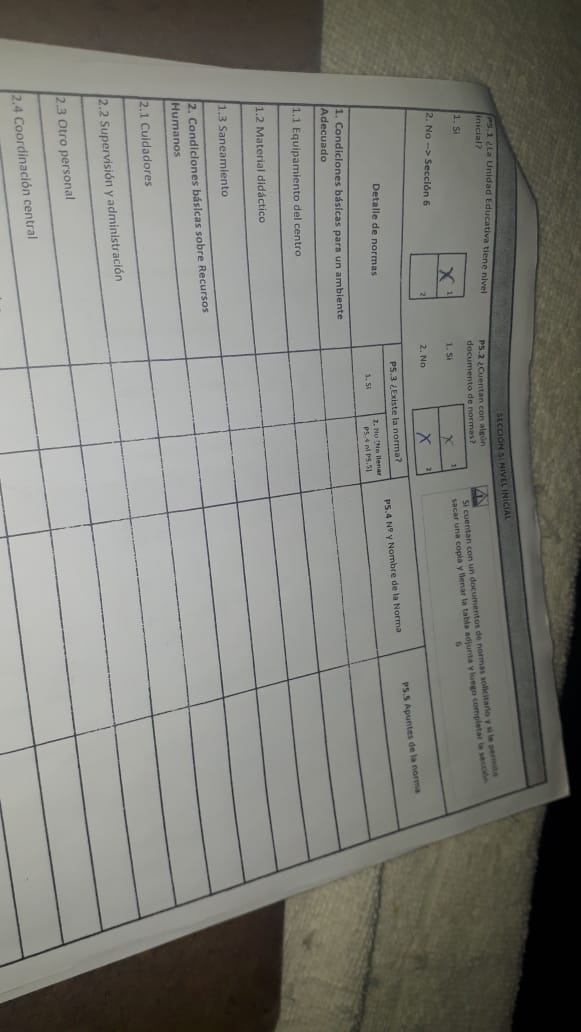 SECCIÓN 5: NIVEL INICIAL
P5.1 ¿La Unidad Educativa tiene nivel
Inicial?
1. Si
X
1
2. No --> Sección 6
2
P5.2 ¿Cuentan con algún
documento de normas?
1. Si
X
1
2. No
X
2
Si cuentan con un documentos de normas solicitarlo y si le permite
sacar una copia y llenar la tabla adjunta y luego completar la sección
6
Detalle de normas
P5.3 ¿Existe la norma?
1. Si
2. No (No llenar
P5.4 ni P5.5)
P5.4 Nº y Nombre de la Norma
P5.5 Apuntes de la norma
1. Condiciones básicas para un ambiente
Adecuado
1.1 Equipamiento del centro
1.2 Material didáctico
1.3 Saneamiento
2. Condiciones básicas sobre Recursos
Humanos
2.1 Cuidadores
2.2 Supervisión y administración
2.3 Otro personal
2.4 Coordinación central